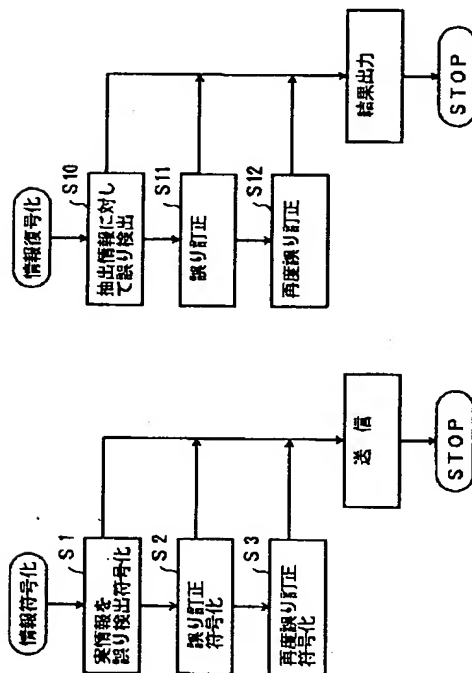 情報符号化
S1
実情報を
誤り検出符号化
S2
誤り訂正
符号化
S3
再度誤り訂正
符号化
送信
STOP
情報復号化
S10
抽出情報に対し
て誤り検出
S11
誤り訂正
S12
再度誤り訂正
結果出力
STOP